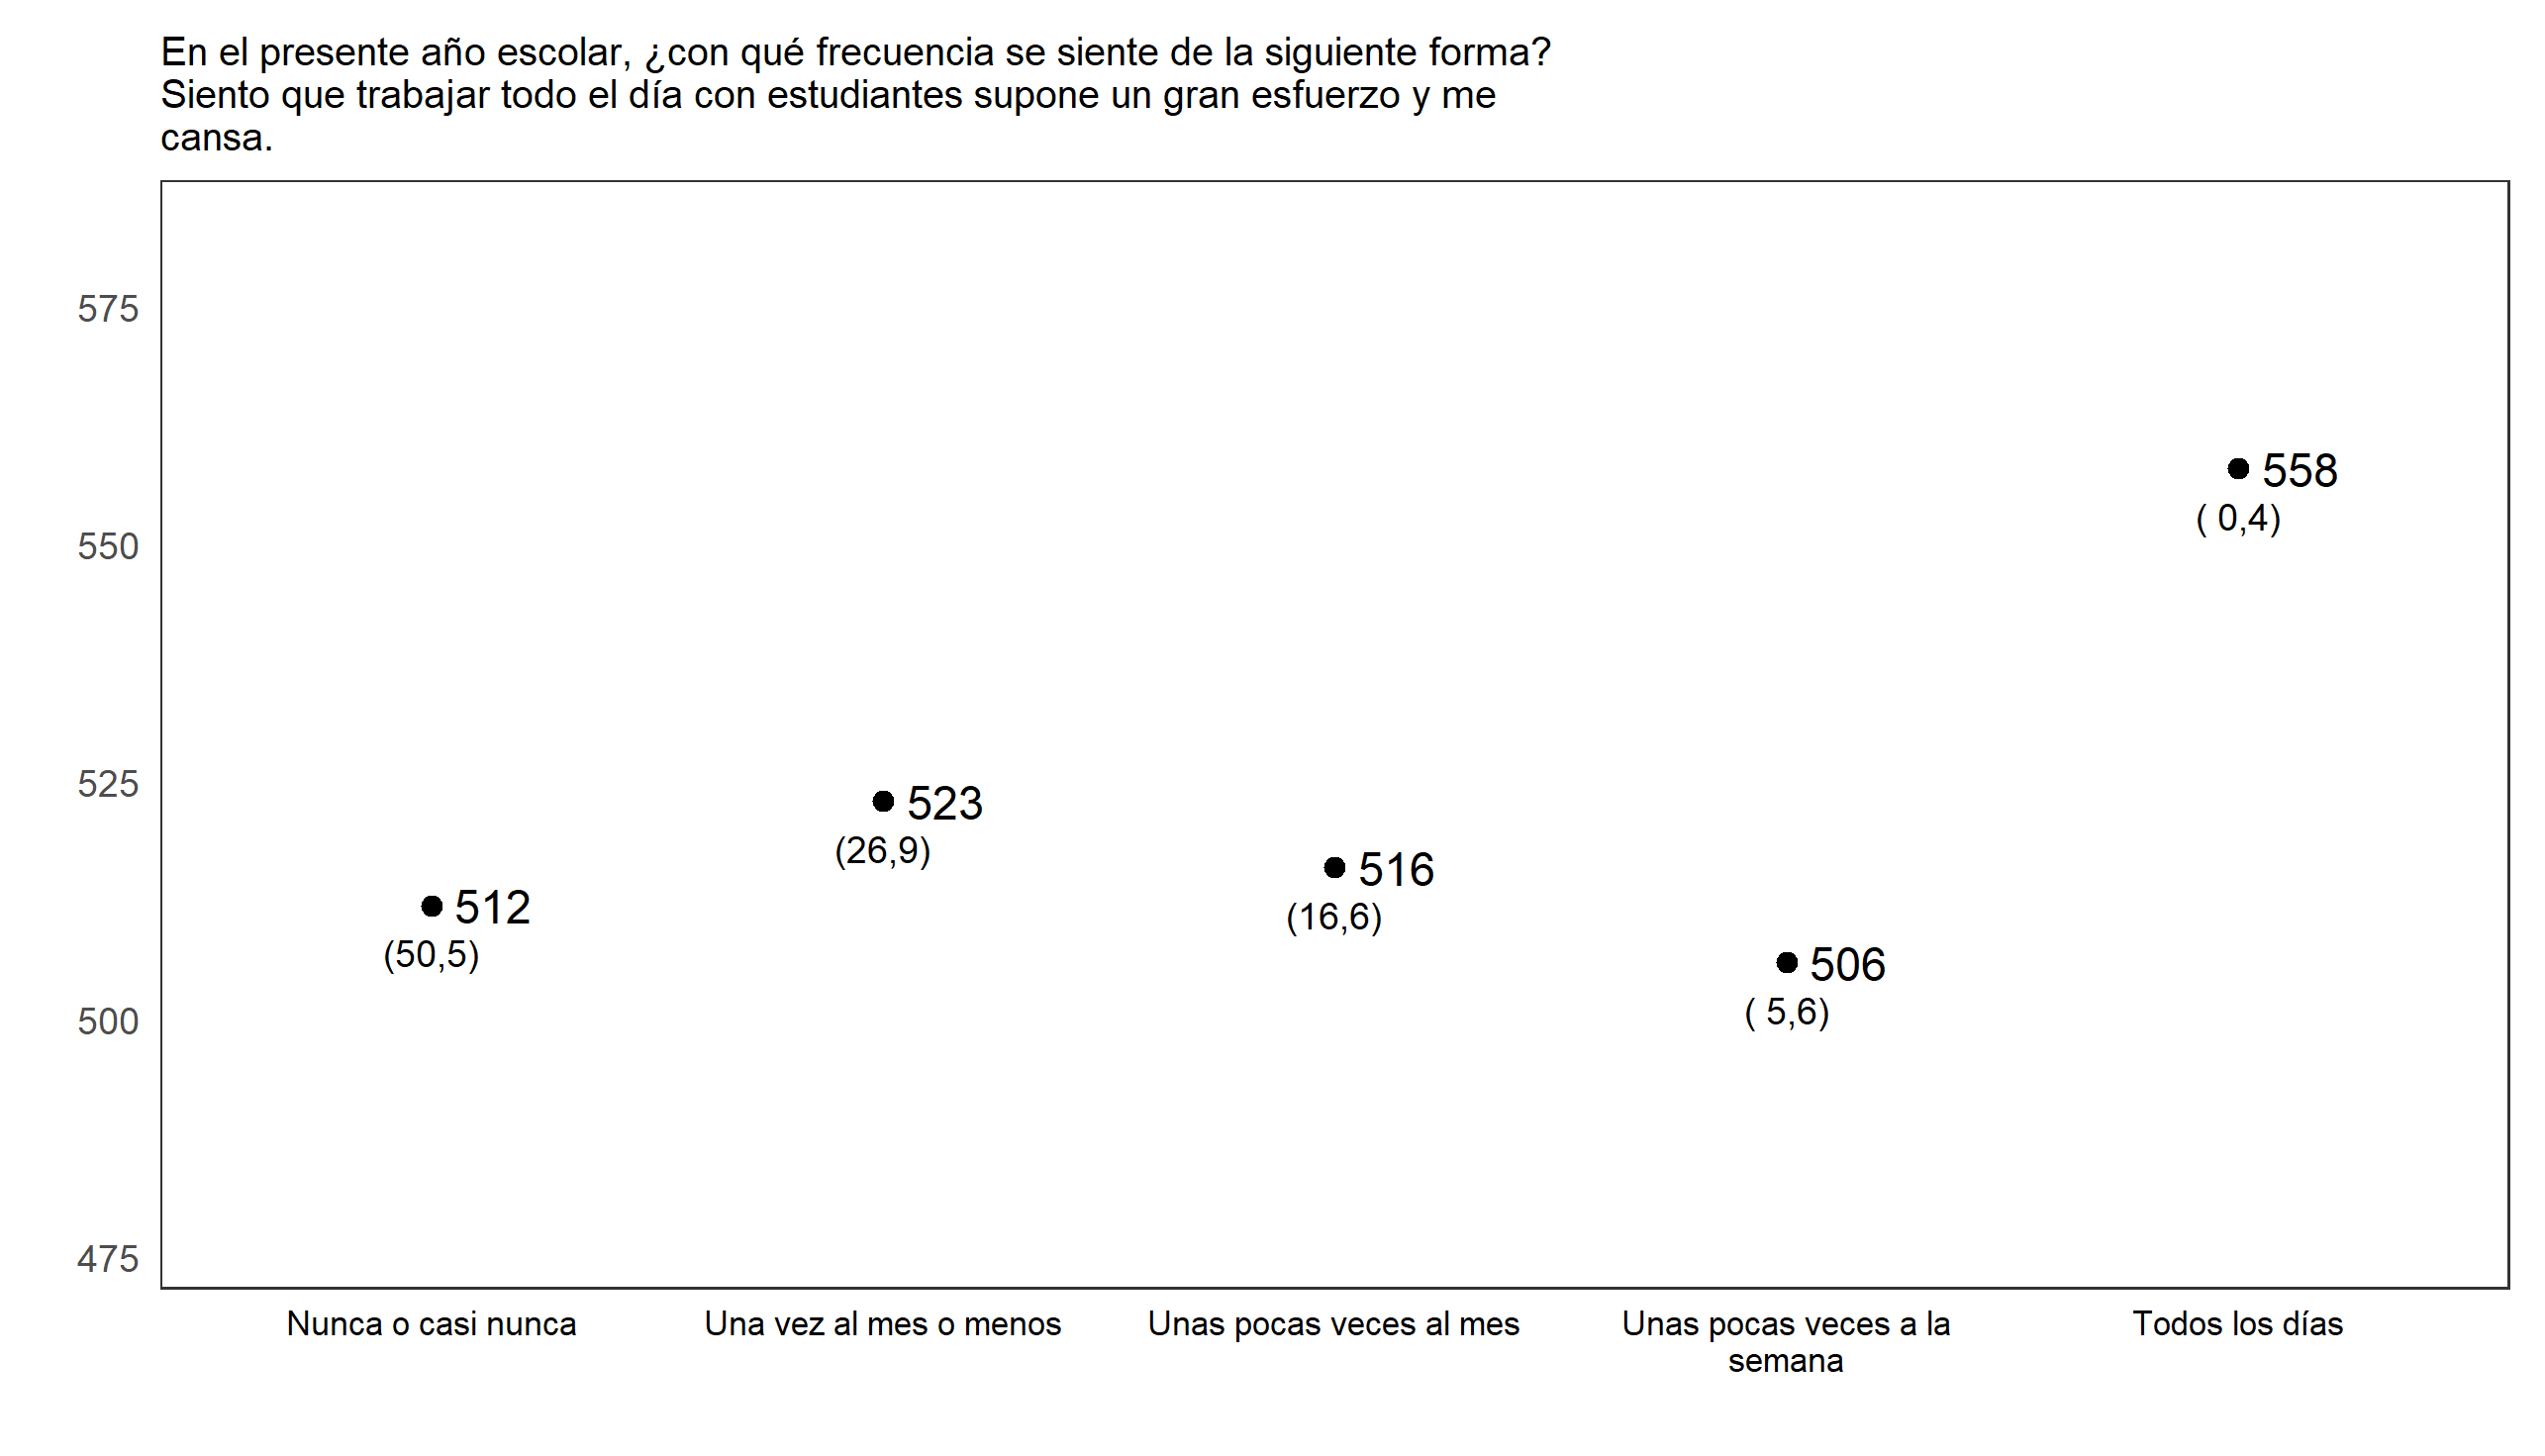 En el presente año escolar, ¿con qué frecuencia se siente de la siguiente forma?
Siento que trabajar todo el día con estudiantes supone un gran esfuerzo y me
cansa.
575
550
525
500
475
512
(50,5)
523
(26,9)
516
(16,6)
506
( 5,6)
558
( 0,4)
Nunca o casi nunca
Una vez al mes o menos
Unas pocas veces al mes
Unas pocas veces a la
semana
Todos los días